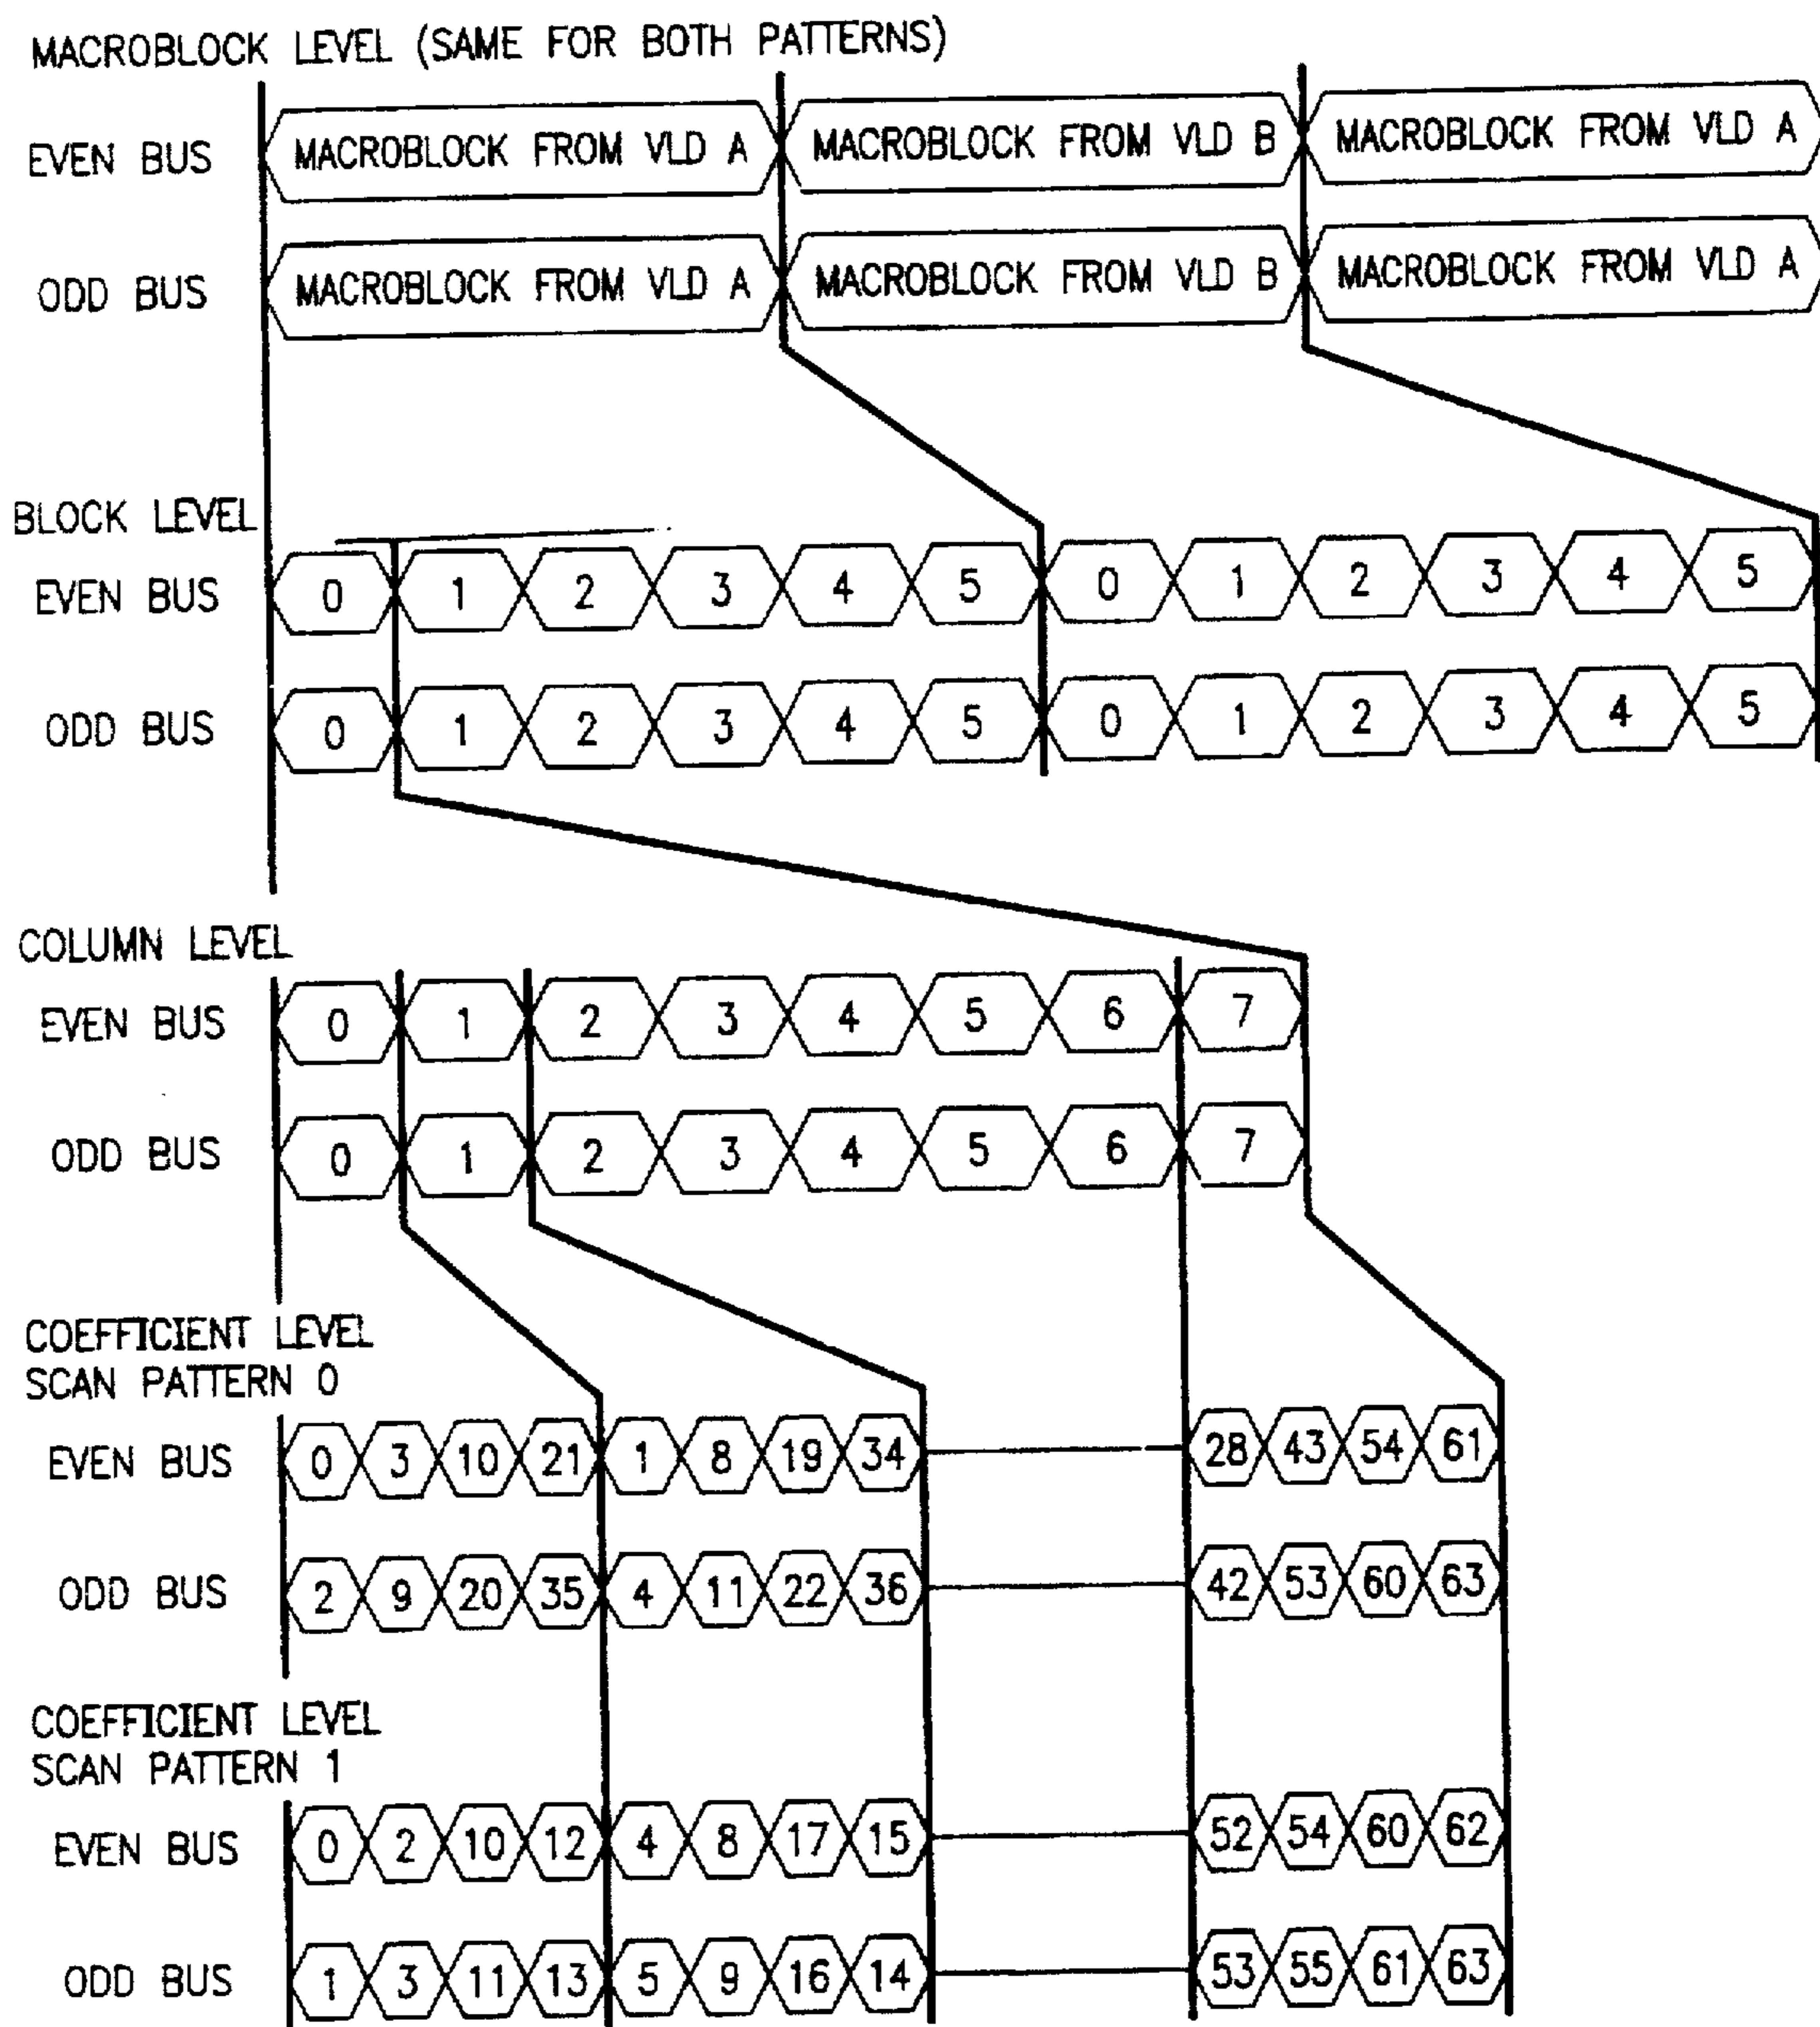 MACROBLOCK LEVEL (SAME FOR BOTH PATTERNS)
EVEN BUS MACROBLOCK FROM VLD A MACROBLOCK FROM VLD B MACROBLOCK FROM VLD A
ODD BUS MACROBLOCK FROM VLD A MACROBLOCK FROM VLD B MACROBLOCK FROM VLD A
BLOCK LEVEL
EVEN BUS 0 1 2 3 4 5 0 1 2 3 4 5
ODD BUS 0 1 2 3 4 5 0 1 2 3 4 5
COLUMN LEVEL
EVEN BUS 0 1 2 3 4 5 6 7
ODD BUS 0 1 2 3 4 5 6 7
COEFFICIENT LEVEL
SCAN PATTERN 0
EVEN BUS 0 3 10 21 1 8 19 34 28 43 54 61
ODD BUS 2 9 20 35 4 11 22 36 42 53 60 63
COEFFICIENT LEVEL
SCAN PATTERN 1
EVEN BUS 0 2 10 12 4 8 17 15 52 54 60 62
ODD BUS 1 3 11 13 5 9 16 14 53 55 61 63